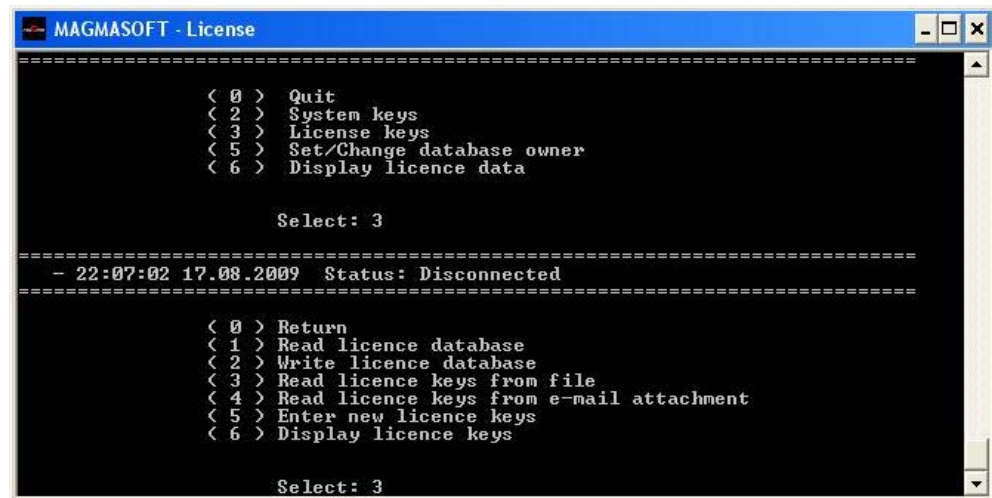 MAGMASOFT - License
================================================================================
( 0 ) Quit
( 2 ) System keys
( 3 ) License keys
( 5 ) Set/Change database owner
( 6 ) Display licence data
Select: 3
================================================================================
- 22:07:02 17.08.2009 Status: Disconnected
================================================================================
( 0 ) Return
( 1 ) Read licence database
( 2 ) Write licence database
( 3 ) Read licence keys from file
( 4 ) Read licence keys from e-mail attachment
( 5 ) Enter new licence keys
( 6 ) Display licence keys
Select: 3